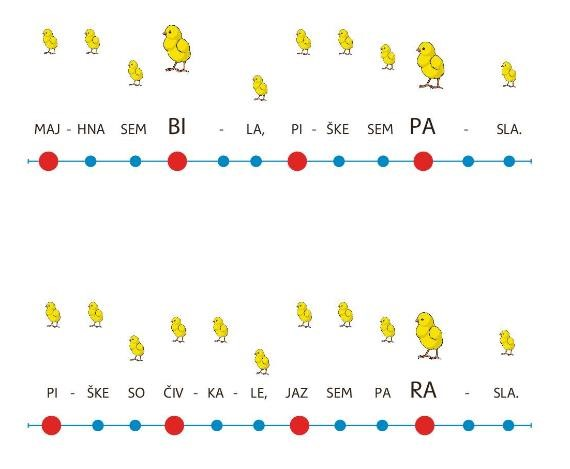 MAJ - HNA SEM BI - LA, PI - ŠKE SEM PA - SLA.
PI - ŠKE SO ČIV - KA - LE, JAZ SEM PA RA - SLA.